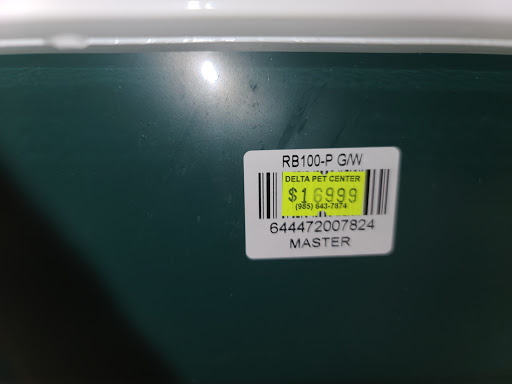 RB100-P G/W
DELTA PET CENTER
$16999
(985) 643-7874
644472007824
MASTER